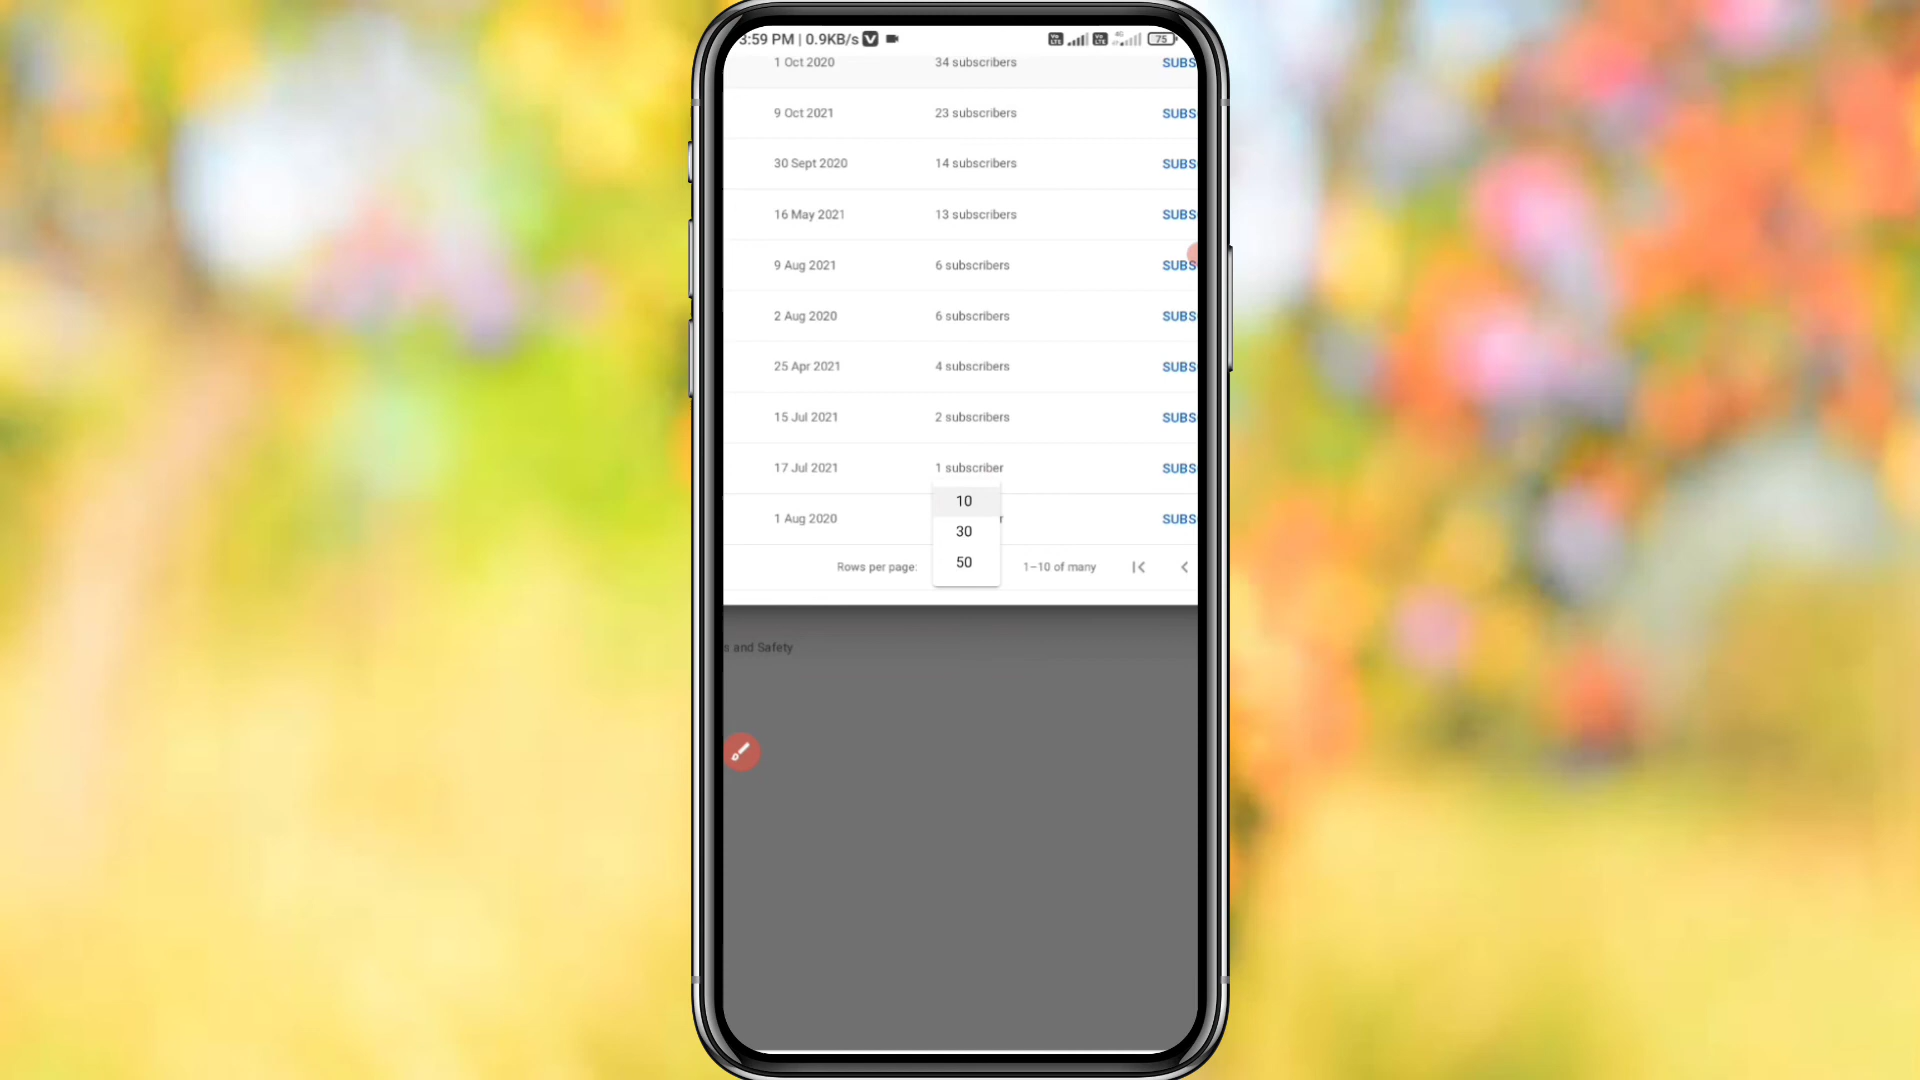 3:59 PM | 0.9KB/s
75
1 Oct 2020 34 subscribers SUBS
9 Oct 2021 23 subscribers SUBS
30 Sept 2020 14 subscribers SUBS
16 May 2021 13 subscribers SUBS
9 Aug 2021 6 subscribers SUBS
2 Aug 2020 6 subscribers SUBS
25 Apr 2021 4 subscribers SUBS
15 Jul 2021 2 subscribers SUBS
17 Jul 2021 1 subscriber SUBS
10
1 Aug 2020 r SUBS
30
50
Rows per page: 1–10 of many
s and Safety